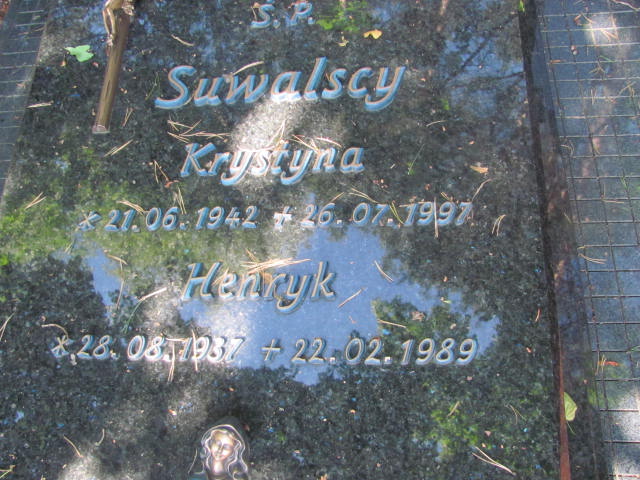 Ś.P.
Suwalscy
Krystyna
* 21.06.1942 + 26.07.1997
Henryk
* 28.08.1937 + 22.02.1989